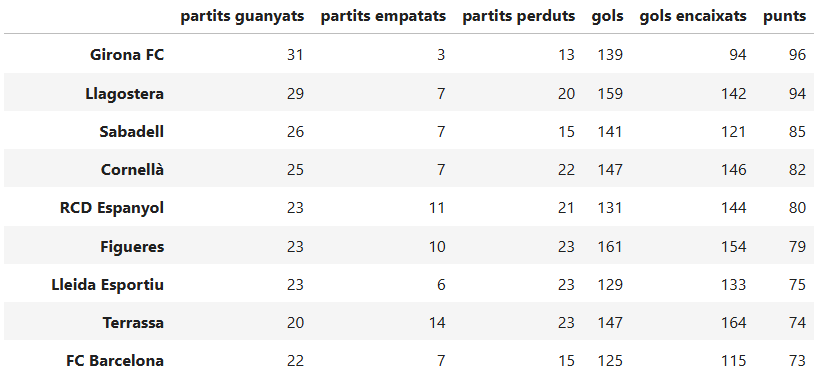 partits guanyats partits empatats partits perduts gols gols encaixats punts
Girona FC 31 3 13 139 94 96
Llagostera 29 7 20 159 142 94
Sabadell 26 7 15 141 121 85
Cornellà 25 7 22 147 146 82
RCD Espanyol 23 11 21 131 144 80
Figueres 23 10 23 161 154 79
Lleida Esportiu 23 6 23 129 133 75
Terrassa 20 14 23 147 164 74
FC Barcelona 22 7 15 125 115 73